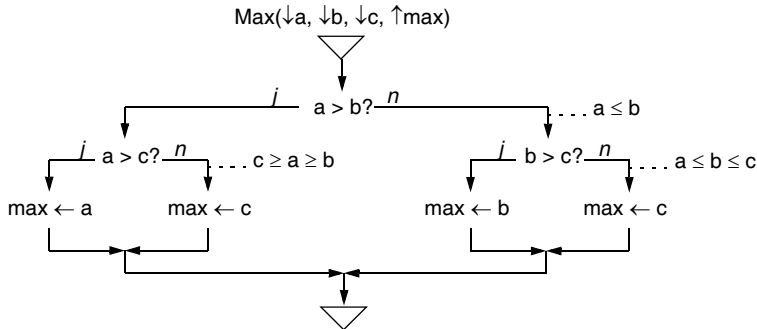 Max(↓a, ↓b, ↓c, ↑max)
j a > b? n
a ≤ b
j a > c? n
c ≥ a ≥ b
j b > c? n
a ≤ b ≤ c
max ← a
max ← c
max ← b
max ← c